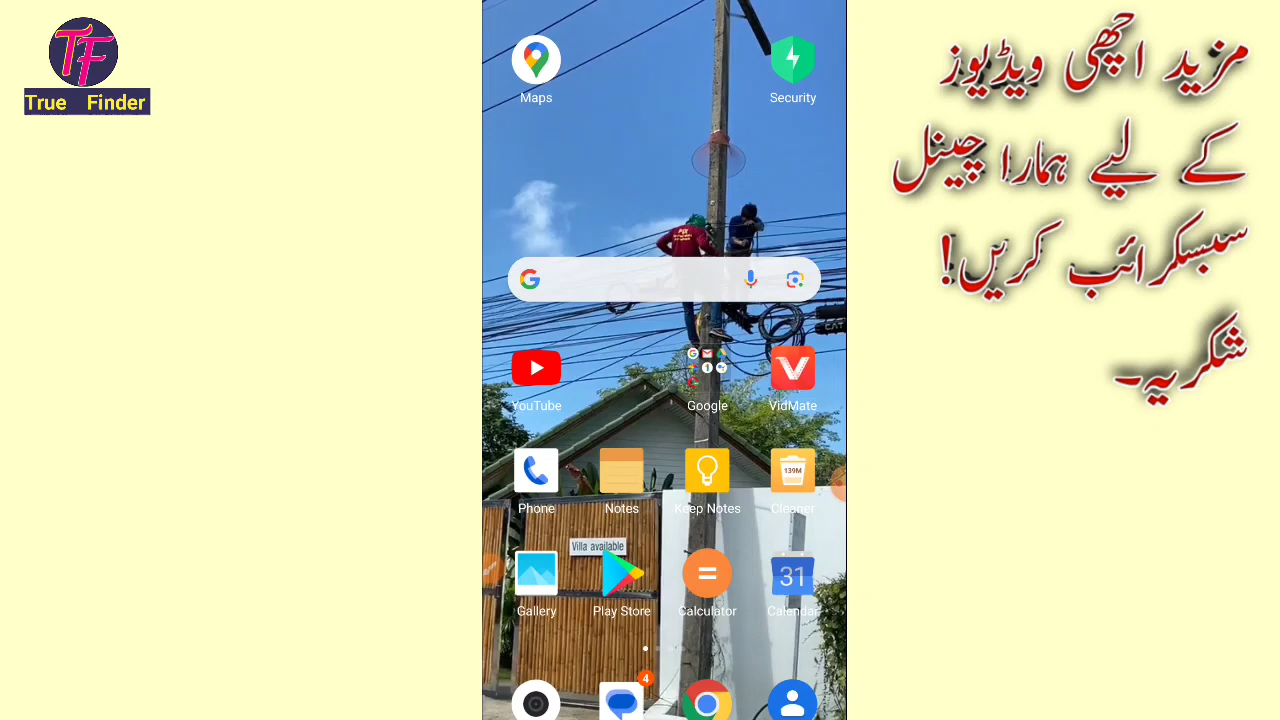 TF
True Finder
مزید اچھی ویڈیوز
کے لیے ہمارا چینل
سبسکرائب کریں!
شکریہ۔
Maps
Security
YouTube
Google
VidMate
139M
Phone
Notes
Keep Notes
Cleaner
Villa available
31
Gallery
Play Store
Calculator
Calendar
4